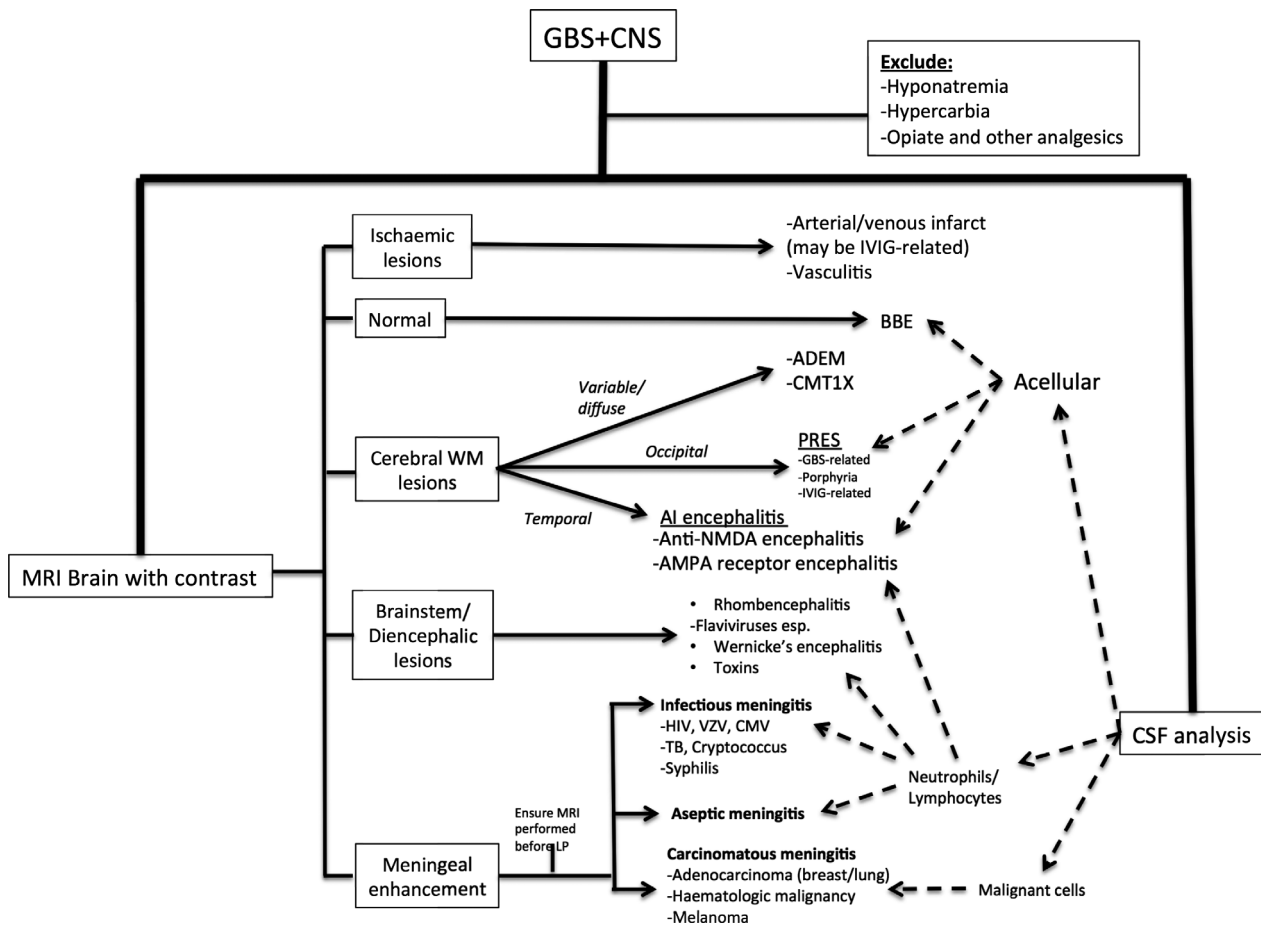 GBS+CNS
Exclude:
-Hyponatremia
-Hypercarbia
-Opiate and other analgesics
Ischaemic
lesions
-Arterial/venous infarct
(may be IVIG-related)
-Vasculitis
Normal
BBE
-ADEM
-CMT1X
Acellular
Variable/
diffuse
Cerebral WM
lesions
Occipital
PRES
-GBS-related
-Porphyria
-IVIG-related
Temporal
AI encephalitis
-Anti-NMDA encephalitis
-AMPA receptor encephalitis
MRI Brain with contrast
Brainstem/
Diencephalic
lesions
• Rhombencephalitis
-Flaviviruses esp.
• Wernicke's encephalitis
• Toxins
Infectious meningitis
-HIV, VZV, CMV
-TB, Cryptococcus
-Syphilis
CSF analysis
Neutrophils/
Lymphocytes
Ensure MRI
performed
before LP
Aseptic meningitis
Meningeal
enhancement
Carcinomatous meningitis
-Adenocarcinoma (breast/lung)
-Haematologic malignancy
-Melanoma
Malignant cells